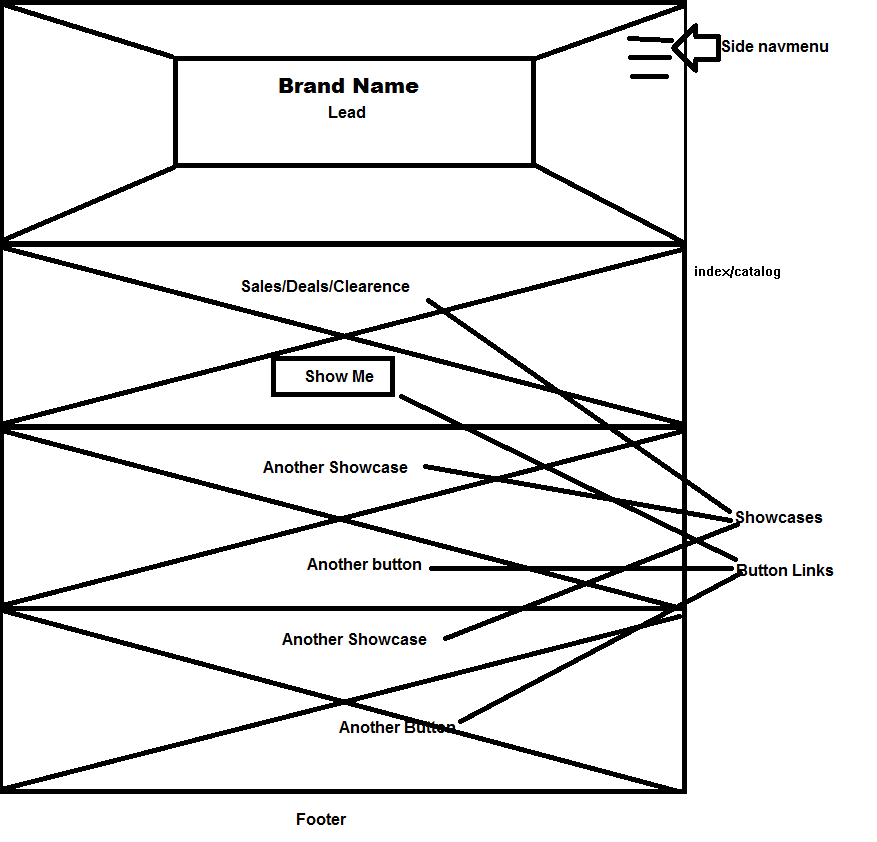 Side navmenu
Brand Name
Lead
index/catalog
Sales/Deals/Clearence
Show Me
Another Showcase
Showcases
Another button
Button Links
Another Showcase
Another Button
Footer